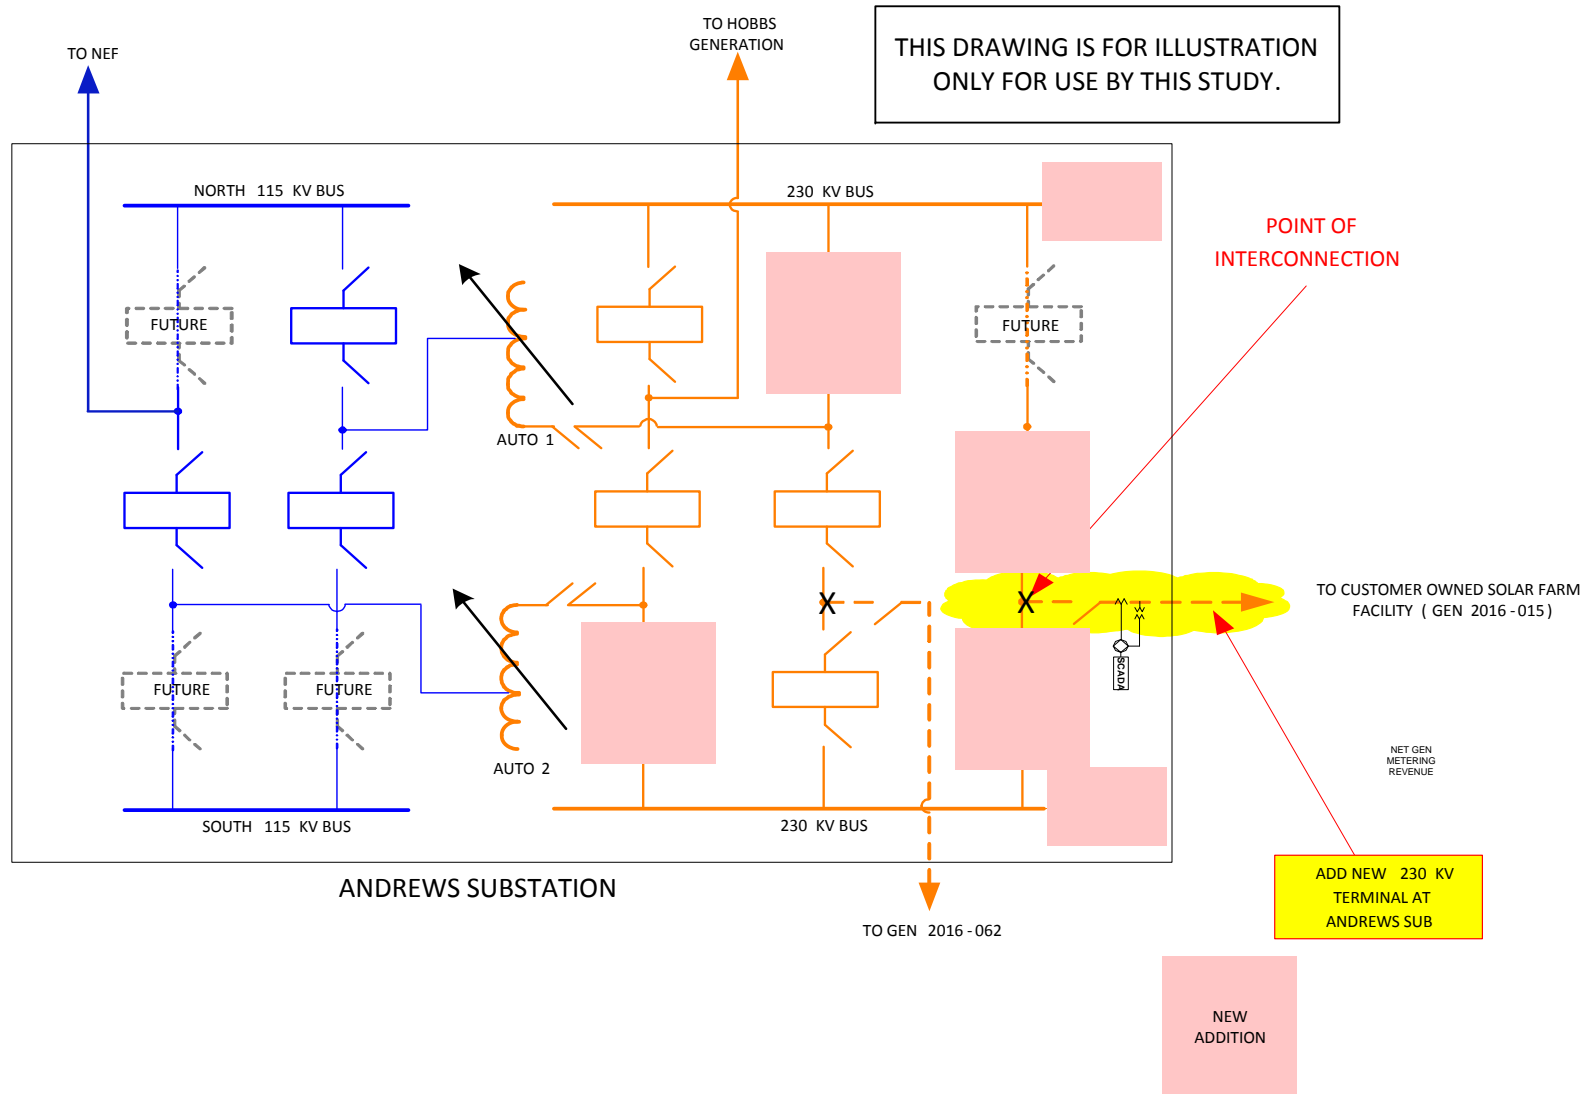 TO HOBBS
GENERATION
THIS DRAWING IS FOR ILLUSTRATION
ONLY FOR USE BY THIS STUDY.
TO NEF
NORTH 115 KV BUS
230 KV BUS
POINT OF
INTERCONNECTION
FUTURE
FUTURE
AUTO 1
X
X
TO CUSTOMER OWNED SOLAR FARM
FACILITY ( GEN 2016-015)
SCADA
FUTURE
FUTURE
NET GEN
METERING
REVENUE
AUTO 2
SOUTH 115 KV BUS
230 KV BUS
ANDREWS SUBSTATION
ADD NEW 230 KV
TERMINAL AT
ANDREWS SUB
TO GEN 2016-062
NEW
ADDITION